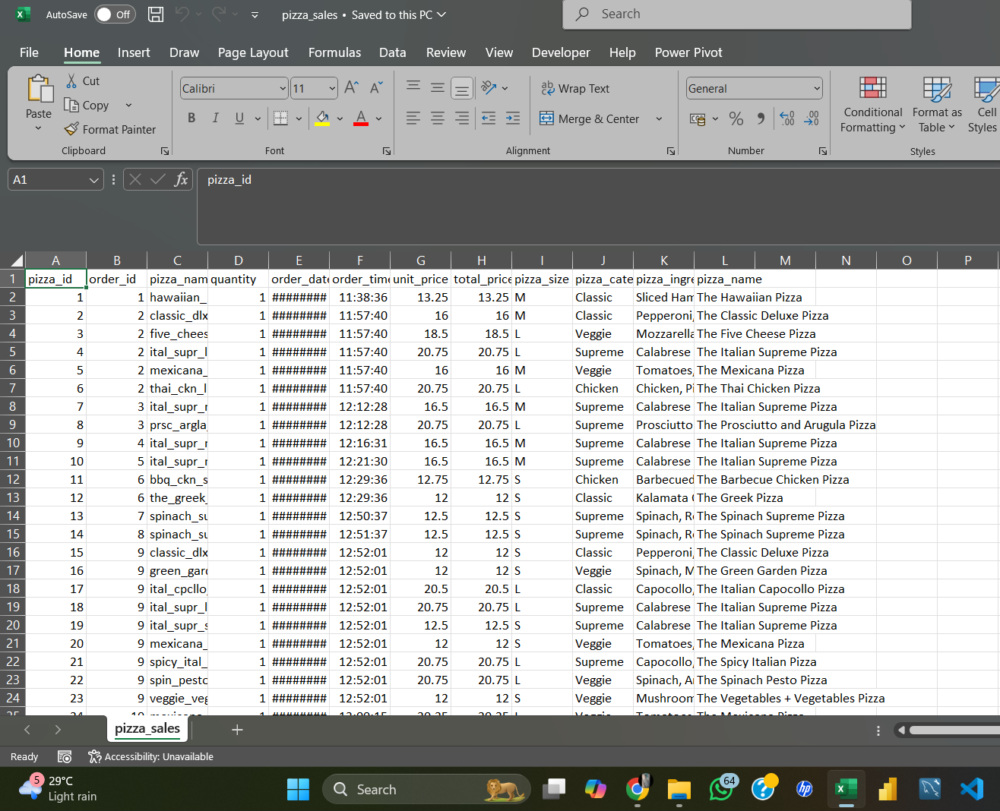 AutoSave Off pizza_sales • Saved to this PC Search
File Home Insert Draw Page Layout Formulas Data Review View Developer Help Power Pivot
Paste Cut Copy Format Painter Clipboard
Calibri 11 B I U A Font
Wrap Text Merge & Center Alignment
General % Number
Conditional Formatting Format as Table Cell Styles Styles
A1 fx pizza_id
A B C D E F G H I J K L M N O P
1 pizza_id order_id pizza_nam quantity order_date order_time unit_price total_price pizza_size pizza_cate pizza_ingre pizza_name
2 1 1 hawaiian_ 1 ######## 11:38:36 13.25 13.25 M Classic Sliced Ham The Hawaiian Pizza
3 2 2 classic_dlx 1 ######## 11:57:40 16 16 M Classic Pepperoni, The Classic Deluxe Pizza
4 3 2 five_chees 1 ######## 11:57:40 18.5 18.5 L Veggie Mozzarella The Five Cheese Pizza
5 4 2 ital_supr_l 1 ######## 11:57:40 20.75 20.75 L Supreme Calabrese The Italian Supreme Pizza
6 5 2 mexicana_ 1 ######## 11:57:40 16 16 M Veggie Tomatoes, The Mexicana Pizza
7 6 2 thai_ckn_l 1 ######## 11:57:40 20.75 20.75 L Chicken Chicken, Pi The Thai Chicken Pizza
8 7 3 ital_supr_m 1 ######## 12:12:28 16.5 16.5 M Supreme Calabrese The Italian Supreme Pizza
9 8 3 prsc_argla_ 1 ######## 12:12:28 20.75 20.75 L Supreme Prosciutto The Prosciutto and Arugula Pizza
10 9 4 ital_supr_m 1 ######## 12:16:31 16.5 16.5 M Supreme Calabrese The Italian Supreme Pizza
11 10 5 ital_supr_m 1 ######## 12:21:30 16.5 16.5 M Supreme Calabrese The Italian Supreme Pizza
12 11 6 bbq_ckn_s 1 ######## 12:29:36 12.75 12.75 S Chicken Barbecued The Barbecue Chicken Pizza
13 12 6 the_greek_ 1 ######## 12:29:36 12 12 S Classic Kalamata The Greek Pizza
14 13 7 spinach_su 1 ######## 12:50:37 12.5 12.5 S Supreme Spinach, Re The Spinach Supreme Pizza
15 14 8 spinach_su 1 ######## 12:51:37 12.5 12.5 S Supreme Spinach, Re The Spinach Supreme Pizza
16 15 9 classic_dlx 1 ######## 12:52:01 12 12 S Classic Pepperoni, The Classic Deluxe Pizza
17 16 9 green_gard 1 ######## 12:52:01 12 12 S Veggie Spinach, M The Green Garden Pizza
18 17 9 ital_cpcllo_ 1 ######## 12:52:01 20.5 20.5 L Classic Capocollo, The Italian Capocollo Pizza
19 18 9 ital_supr_l 1 ######## 12:52:01 20.75 20.75 L Supreme Calabrese The Italian Supreme Pizza
20 19 9 ital_supr_s 1 ######## 12:52:01 12.5 12.5 S Supreme Calabrese The Italian Supreme Pizza
21 20 9 mexicana_ 1 ######## 12:52:01 12 12 S Veggie Tomatoes, The Mexicana Pizza
22 21 9 spicy_ital_ 1 ######## 12:52:01 20.75 20.75 L Supreme Capocollo, The Spicy Italian Pizza
23 22 9 spin_pesto 1 ######## 12:52:01 20.75 20.75 L Veggie Spinach, A The Spinach Pesto Pizza
24 23 9 veggie_veg 1 ######## 12:52:01 12 12 S Veggie Mushroom The Vegetables + Vegetables Pizza
pizza_sales
Ready Accessibility: Unavailable
5 29°C
Light rain
Search
64
hp